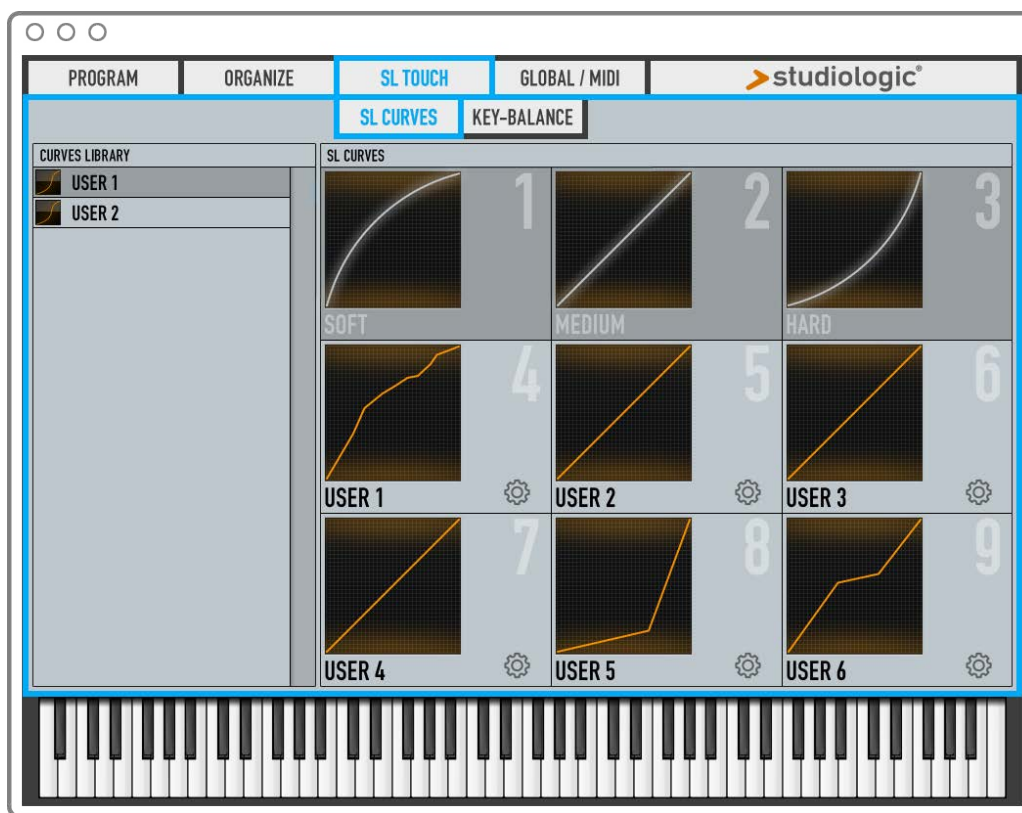 PROGRAM ORGANIZE SL TOUCH GLOBAL / MIDI studiologic®
SL CURVES KEY-BALANCE
CURVES LIBRARY
USER 1
USER 2
SL CURVES
1 2 3
SOFT MEDIUM HARD
4 5 6
USER 1 USER 2 USER 3
7 8 9
USER 4 USER 5 USER 6